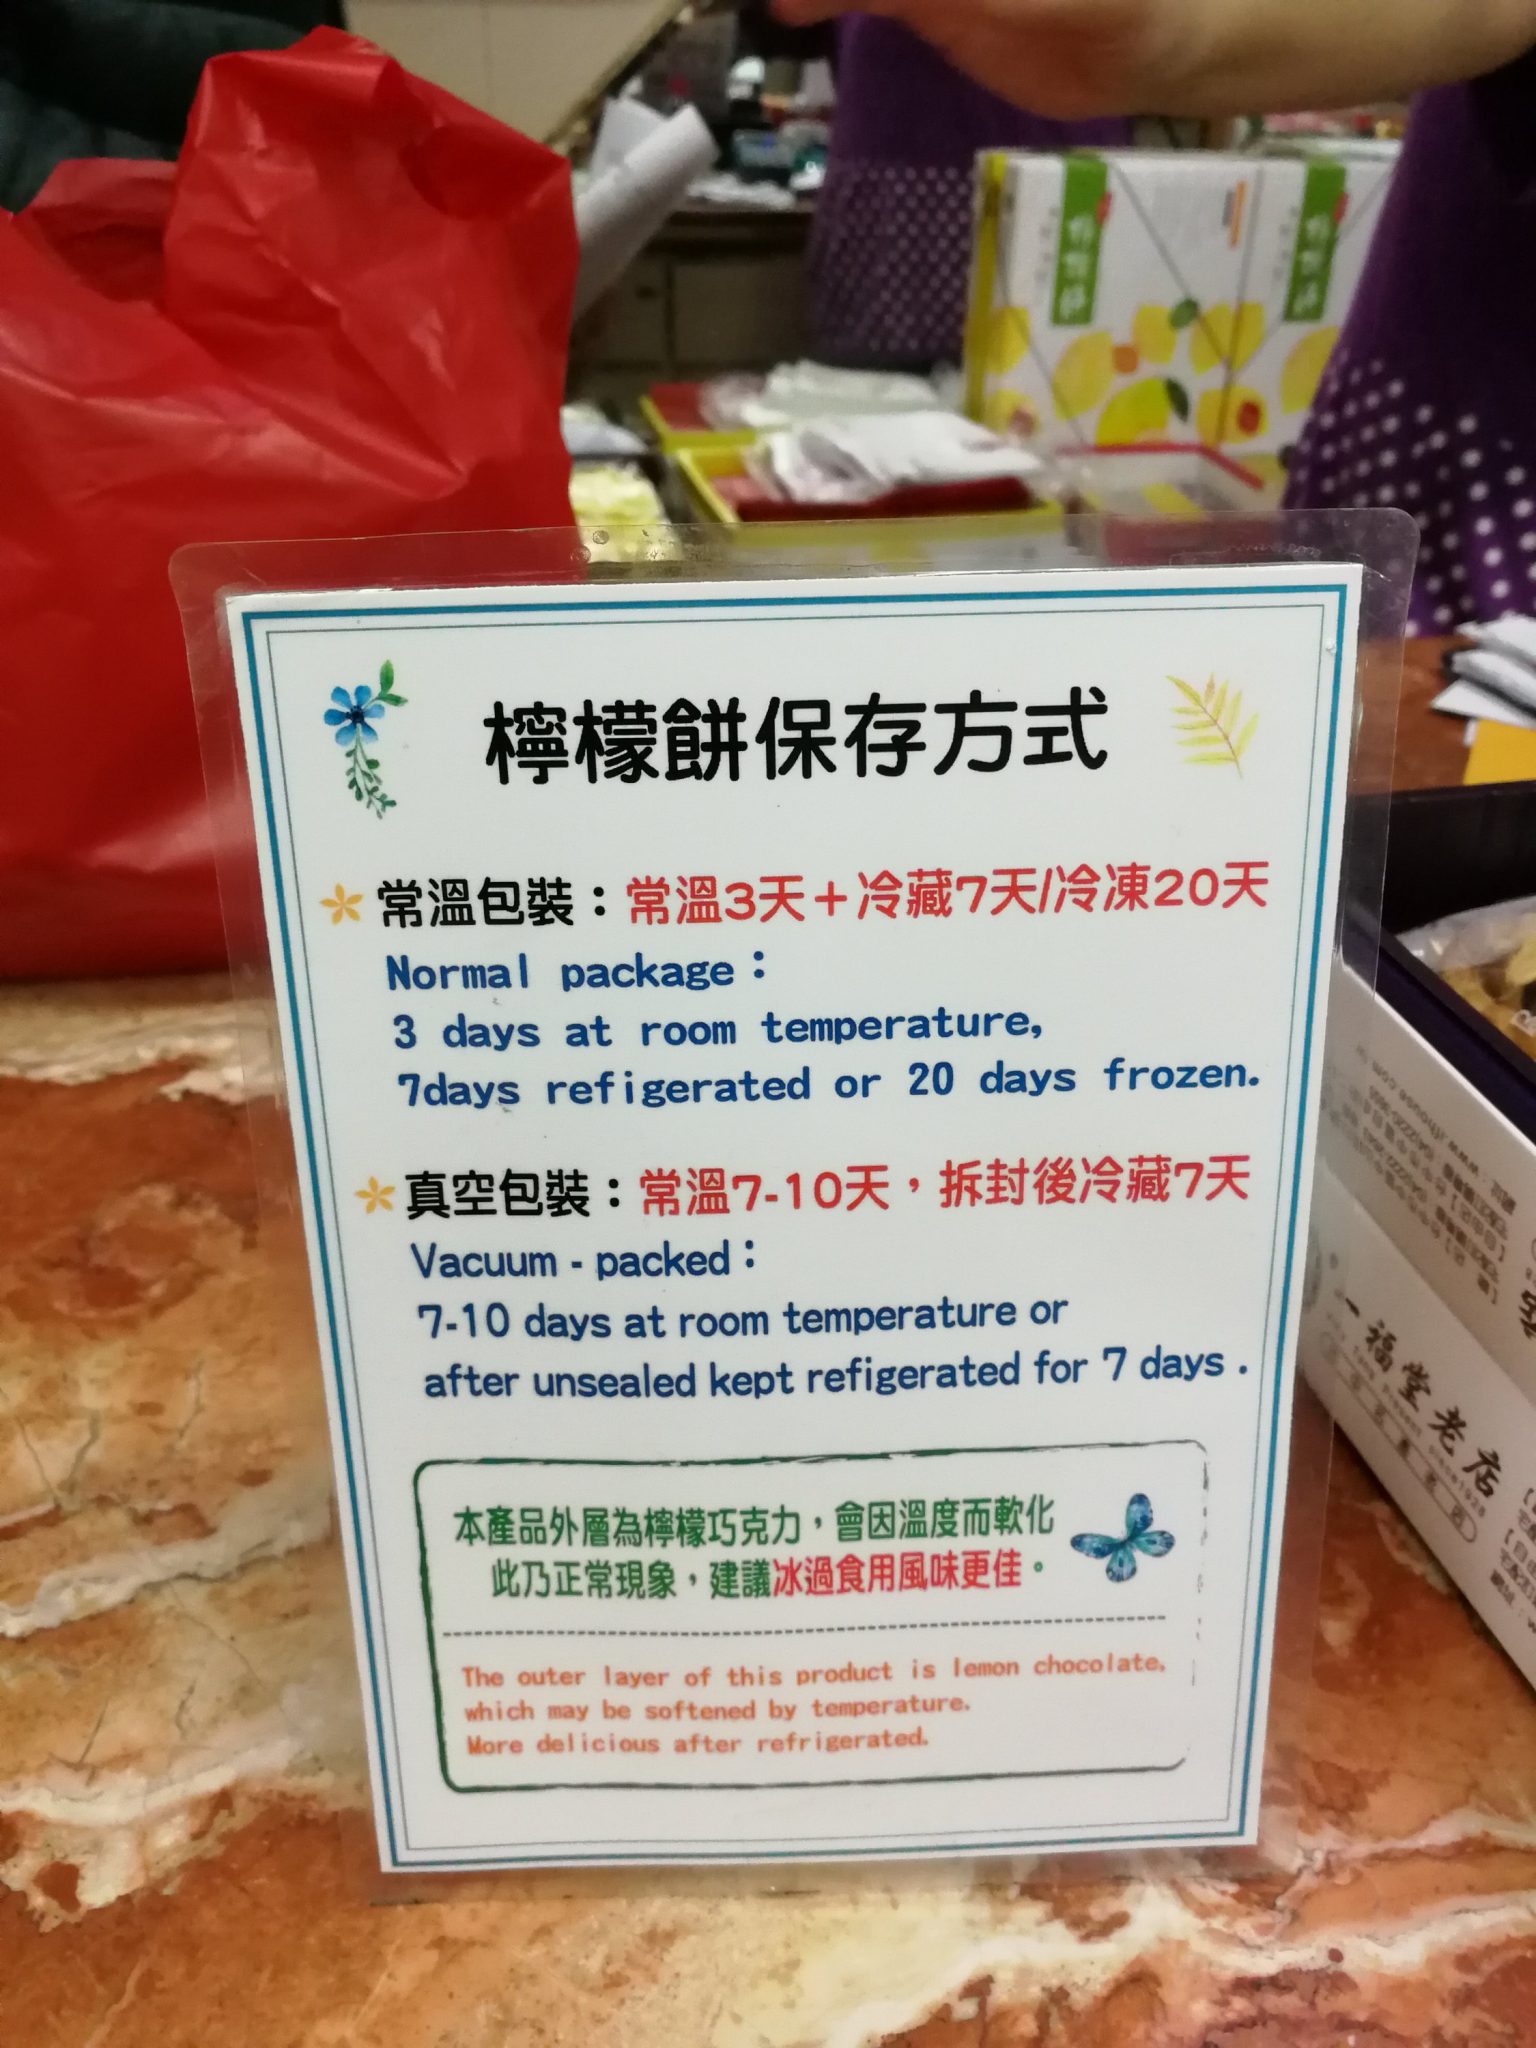 檸檬餅保存方式
常溫包裝：常溫3天＋冷藏7天/冷凍20天
Normal package：
3 days at room temperature,
7days refigerated or 20 days frozen.
真空包裝：常溫7-10天，拆封後冷藏7天
Vacuum - packed：
7-10 days at room temperature or
after unsealed kept refigerated for 7 days .
本產品外層為檸檬巧克力，會因溫度而軟化
此乃正常現象，建議冰過食用風味更佳。
The outer layer of this product is lemon chocolate,
which may be softened by temperature.
More delicious after refrigerated.
一福堂老店